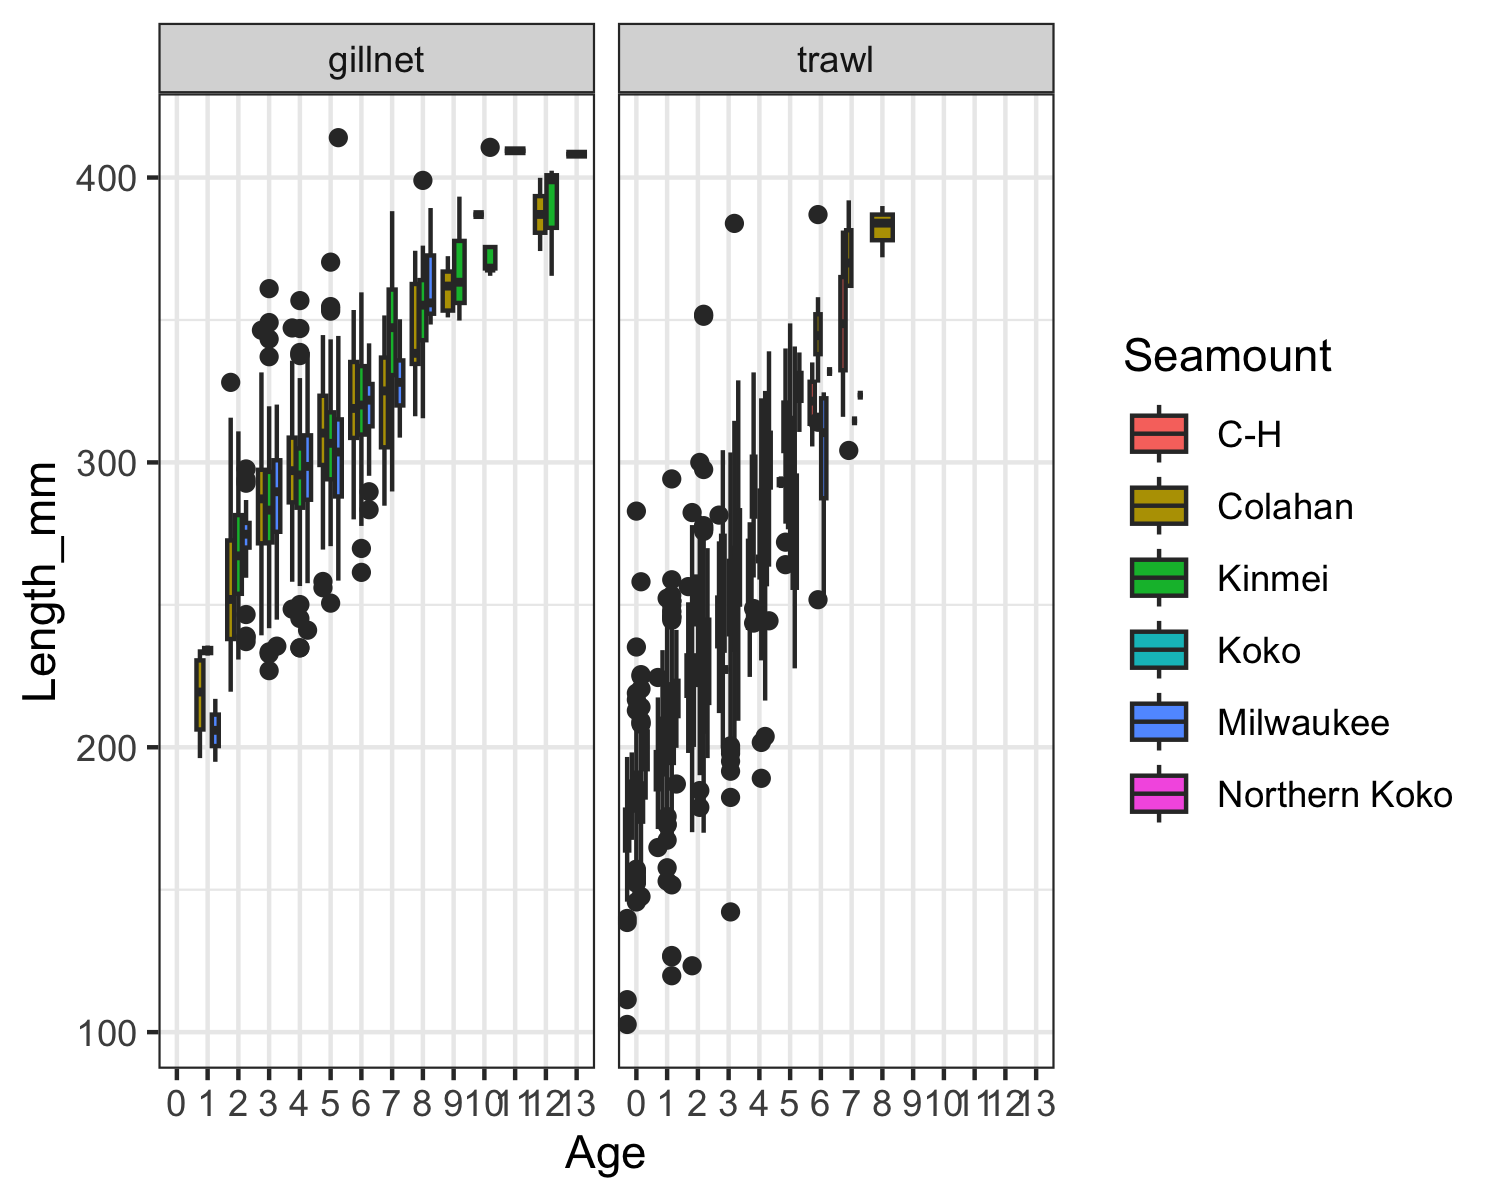 gillnet trawl
400
300
200
100
Length_mm
0 1 2 3 4 5 6 7 8 9 10 11 12 13 0 1 2 3 4 5 6 7 8 9 10 11 12 13
Age
Seamount
C-H
Colahan
Kinmei
Koko
Milwaukee
Northern Koko